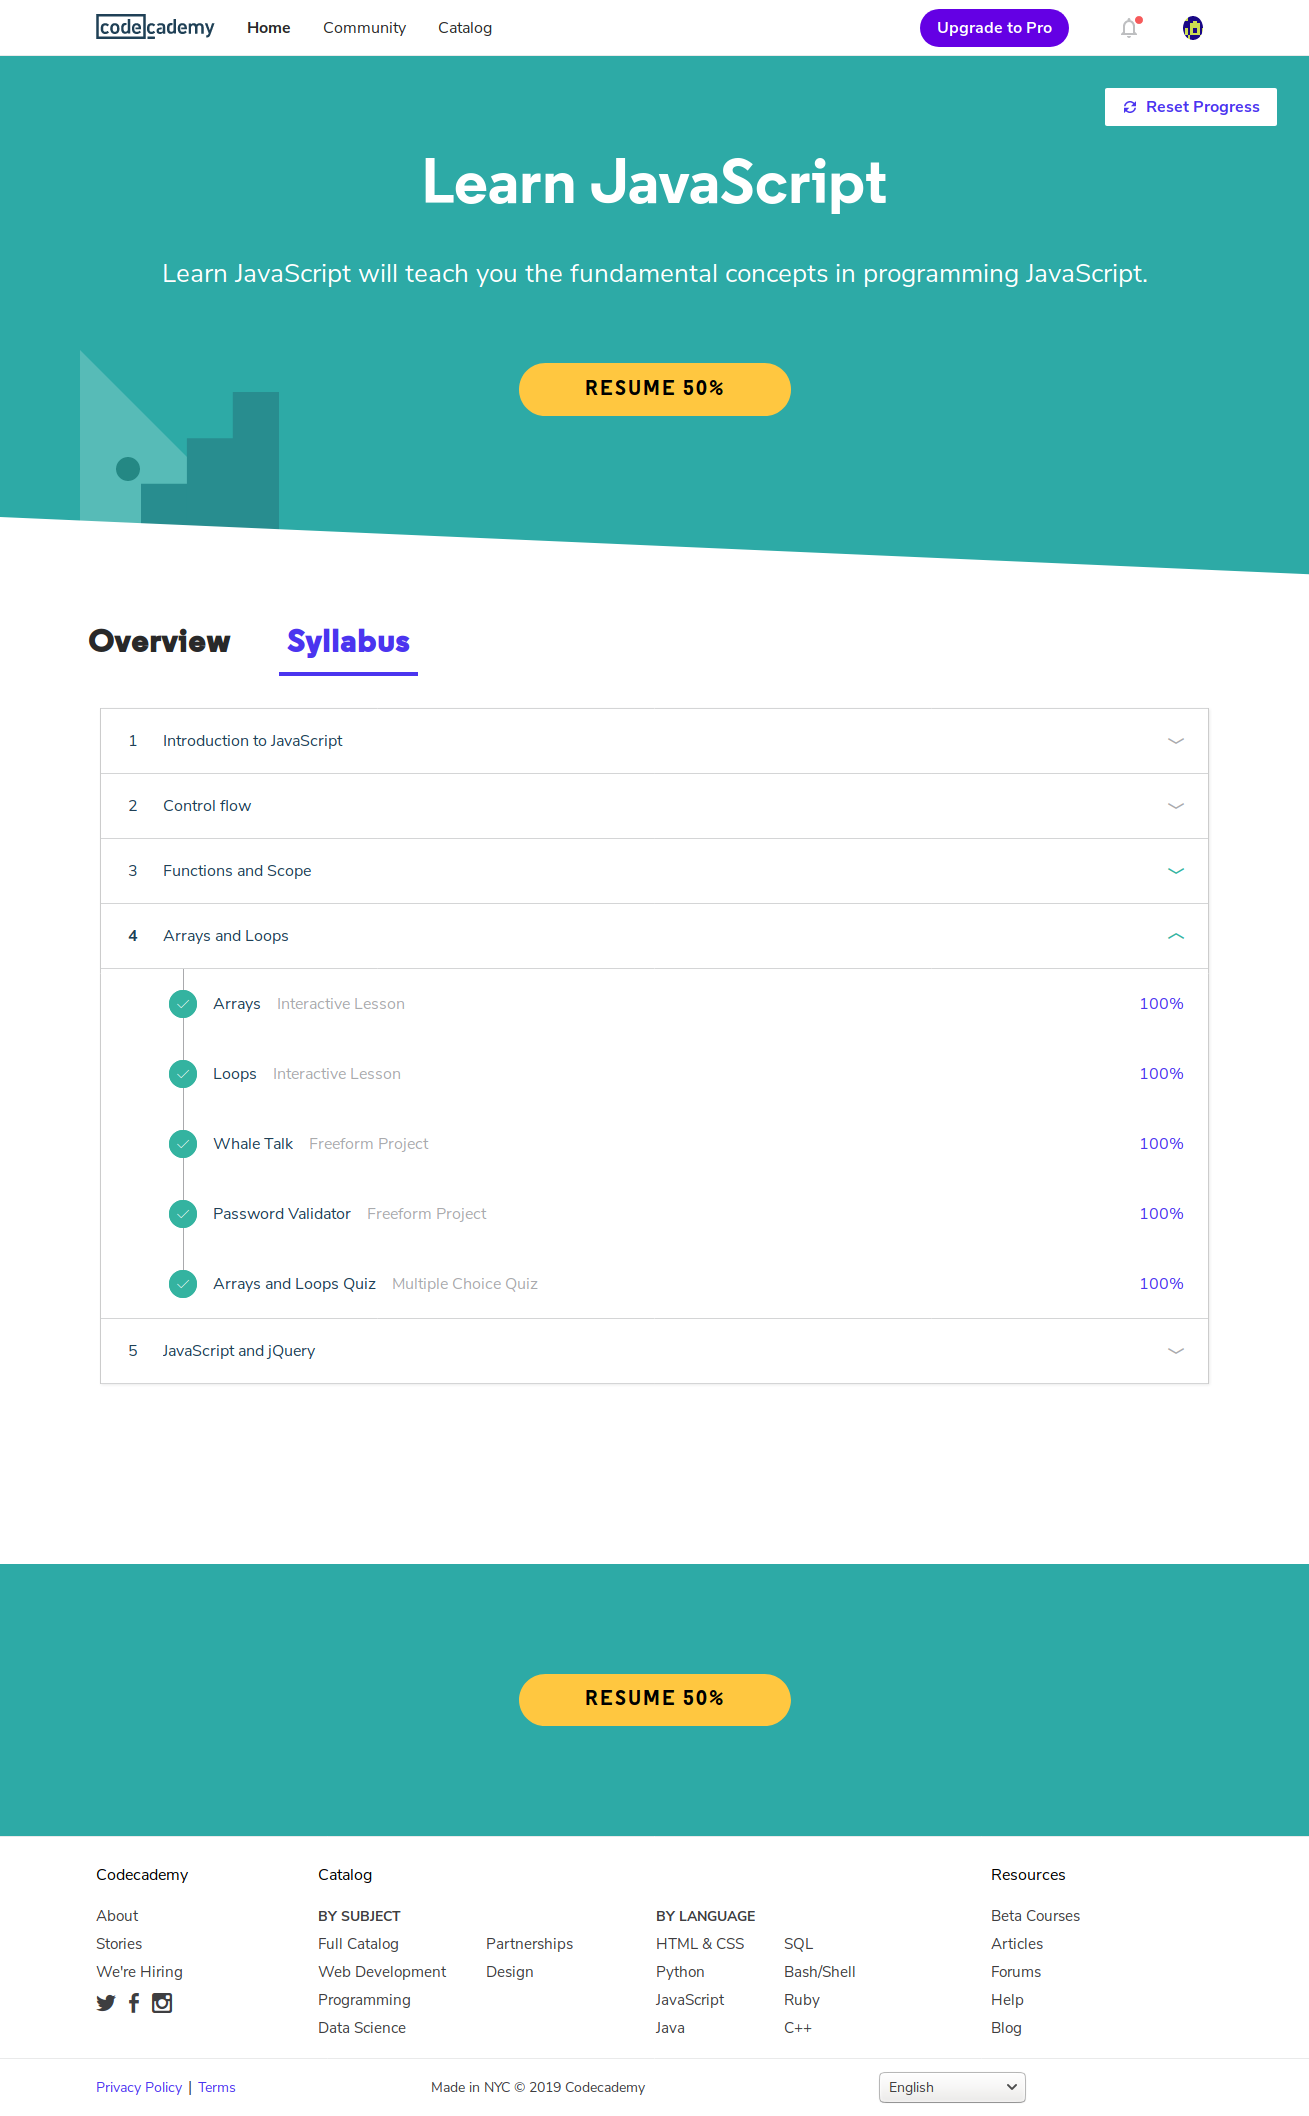 codecademy Home Community Catalog Upgrade to Pro
Reset Progress
Learn JavaScript
Learn JavaScript will teach you the fundamental concepts in programming JavaScript.
RESUME 50%
Overview Syllabus
1 Introduction to JavaScript
2 Control flow
3 Functions and Scope
4 Arrays and Loops
Arrays Interactive Lesson 100%
Loops Interactive Lesson 100%
Whale Talk Freeform Project 100%
Password Validator Freeform Project 100%
Arrays and Loops Quiz Multiple Choice Quiz 100%
5 JavaScript and jQuery
RESUME 50%
Codecademy Catalog Resources
About BY SUBJECT BY LANGUAGE Beta Courses
Stories Full Catalog Partnerships HTML & CSS SQL Articles
We're Hiring Web Development Design Python Bash/Shell Forums
Programming JavaScript Ruby Help
Data Science Java C++ Blog
Privacy Policy | Terms Made in NYC © 2019 Codecademy English